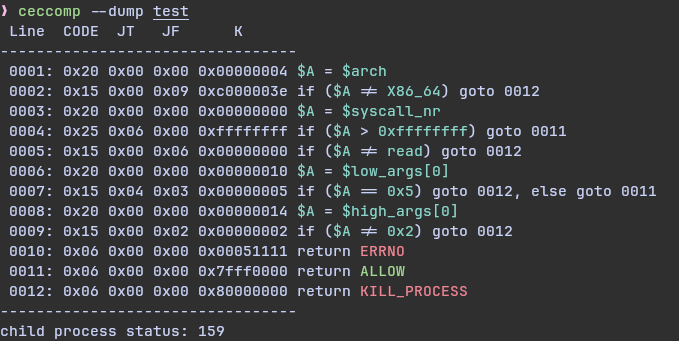 ❱ ceccomp --dump test
Line  CODE  JT   JF      K
---------------------------------
0001: 0x20 0x00 0x00 0x00000004 $A = $arch
0002: 0x15 0x00 0x09 0xc000003e if ($A != X86_64) goto 0012
0003: 0x20 0x00 0x00 0x00000000 $A = $syscall_nr
0004: 0x25 0x06 0x00 0xffffffff if ($A > 0xffffffff) goto 0011
0005: 0x15 0x00 0x06 0x00000000 if ($A != read) goto 0012
0006: 0x20 0x00 0x00 0x00000010 $A = $low_args[0]
0007: 0x15 0x04 0x03 0x00000005 if ($A == 0x5) goto 0012, else goto 0011
0008: 0x20 0x00 0x00 0x00000014 $A = $high_args[0]
0009: 0x15 0x00 0x02 0x00000002 if ($A != 0x2) goto 0012
0010: 0x06 0x00 0x00 0x00051111 return ERRNO
0011: 0x06 0x00 0x00 0x7fff0000 return ALLOW
0012: 0x06 0x00 0x00 0x80000000 return KILL_PROCESS
---------------------------------
child process status: 159